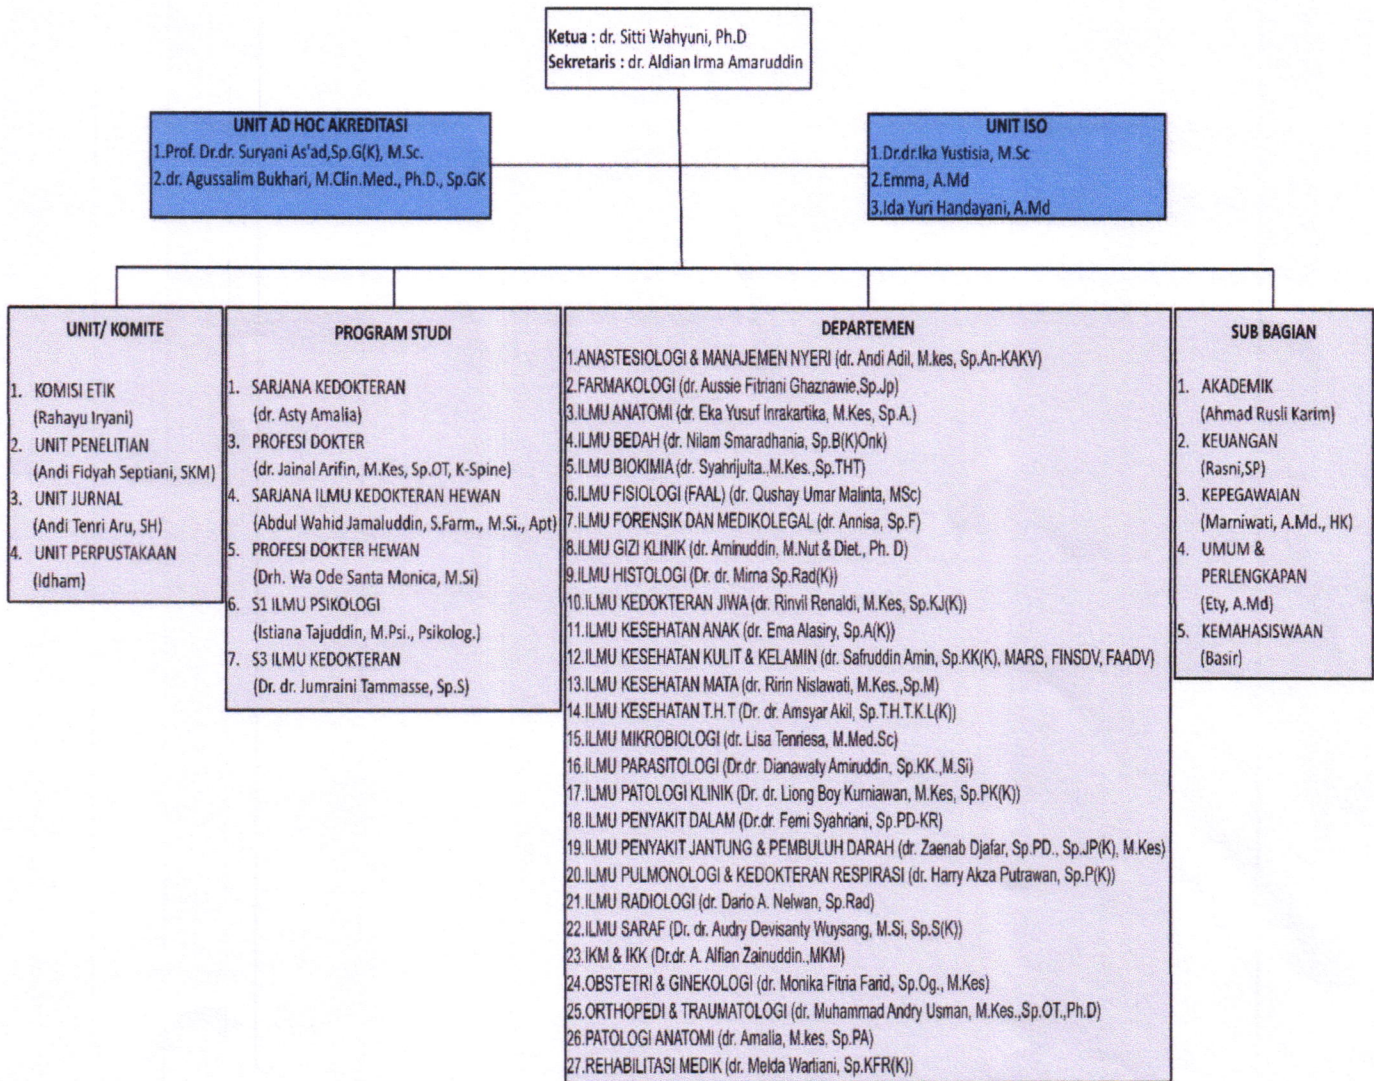 Ketua : dr. Sitti Wahyuni, Ph.D
Sekretaris : dr. Aldian Irma Amaruddin
UNIT AD HOC AKREDITASI
1.Prof. Dr.dr. Suryani As'ad,Sp.G(K), M.Sc.
2.dr. Agussalim Bukhari, M.Clin.Med., Ph.D., Sp.GK
UNIT ISO
1.Dr.dr.Ika Yustisia, M.Sc
2.Emma, A.Md
3.Ida Yuri Handayani, A.Md
UNIT/ KOMITE
1. KOMISI ETIK
(Rahayu Iryani)
2. UNIT PENELITIAN
(Andi Fidyah Septiani, SKM)
3. UNIT JURNAL
(Andi Tenri Aru, SH)
4. UNIT PERPUSTAKAAN
(Idham)
PROGRAM STUDI
1. SARJANA KEDOKTERAN
(dr. Asty Amalia)
3. PROFESI DOKTER
(dr. Jainal Arifin, M.Kes, Sp.OT, K-Spine)
4. SARJANA ILMU KEDOKTERAN HEWAN
(Abdul Wahid Jamaluddin, S.Farm., M.Si., Apt)
5. PROFESI DOKTER HEWAN
(Drh. Wa Ode Santa Monica, M.Si)
6. S1 ILMU PSIKOLOGI
(Istiana Tajuddin, M.Psi., Psikolog.)
7. S3 ILMU KEDOKTERAN
(Dr. dr. Jumraini Tammasse, Sp.S)
DEPARTEMEN
1.ANASTESIOLOGI & MANAJEMEN NYERI (dr. Andi Adil, M.kes, Sp.An-KAKV)
2.FARMAKOLOGI (dr. Aussie Fitriani Ghaznawie,Sp.Jp)
3.ILMU ANATOMI (dr. Eka Yusuf Inrakartika, M.Kes, Sp.A.)
4.ILMU BEDAH (dr. Nilam Smaradhania, Sp.B(K)Onk)
5.ILMU BIOKIMIA (dr. Syahrijuita.,M.Kes.,Sp.THT)
6.ILMU FISIOLOGI (FAAL) (dr. Qushay Umar Malinta, MSc)
7.ILMU FORENSIK DAN MEDIKOLEGAL (dr. Annisa, Sp.F)
8.ILMU GIZI KLINIK (dr. Aminuddin, M.Nut & Diet., Ph. D)
9.ILMU HISTOLOGI (Dr. dr. Mirna Sp.Rad(K))
10.ILMU KEDOKTERAN JIWA (dr. Rinvil Renaldi, M.Kes, Sp.KJ(K))
11.ILMU KESEHATAN ANAK (dr. Ema Alasiry, Sp.A(K))
12.ILMU KESEHATAN KULIT & KELAMIN (dr. Safruddin Amin, Sp.KK(K), MARS, FINSDV, FAADV)
13.ILMU KESEHATAN MATA (dr. Ririn Nislawati, M.Kes.,Sp.M)
14.ILMU KESEHATAN T.H.T (Dr. dr. Amsyar Akil, Sp.T.H.T.K.L(K))
15.ILMU MIKROBIOLOGI (dr. Lisa Tenriesa, M.Med.Sc)
16.ILMU PARASITOLOGI (Dr.dr. Dianawaty Amiruddin, Sp.KK.,M.Si)
17.ILMU PATOLOGI KLINIK (Dr. dr. Liong Boy Kurniawan, M.Kes, Sp.PK(K))
18.ILMU PENYAKIT DALAM (Dr.dr. Femi Syahriani, Sp.PD-KR)
19.ILMU PENYAKIT JANTUNG & PEMBULUH DARAH (dr. Zaenab Djafar, Sp.PD., Sp.JP(K), M.Kes)
20.ILMU PULMONOLOGI & KEDOKTERAN RESPIRASI (dr. Harry Akza Putrawan, Sp.P(K))
21.ILMU RADIOLOGI (dr. Dario A. Nelwan, Sp.Rad)
22.ILMU SARAF (Dr. dr. Audry Devisanty Wuysang, M.Si, Sp.S(K))
23.IKM & IKK (Dr.dr. A. Alfian Zainuddin.,MKM)
24.OBSTETRI & GINEKOLOGI (dr. Monika Fitria Farid, Sp.Og., M.Kes)
25.ORTHOPEDI & TRAUMATOLOGI (dr. Muhammad Andry Usman, M.Kes.,Sp.OT.,Ph.D)
26.PATOLOGI ANATOMI (dr. Amalia, M.kes, Sp.PA)
27.REHABILITASI MEDIK (dr. Melda Warliani, Sp.KFR(K))
SUB BAGIAN
1. AKADEMIK
(Ahmad Rusli Karim)
2. KEUANGAN
(Rasni,SP)
3. KEPEGAWAIAN
(Marniwati, A.Md., HK)
4. UMUM &
PERLENGKAPAN
(Ety, A.Md)
5. KEMAHASISWAAN
(Basir)